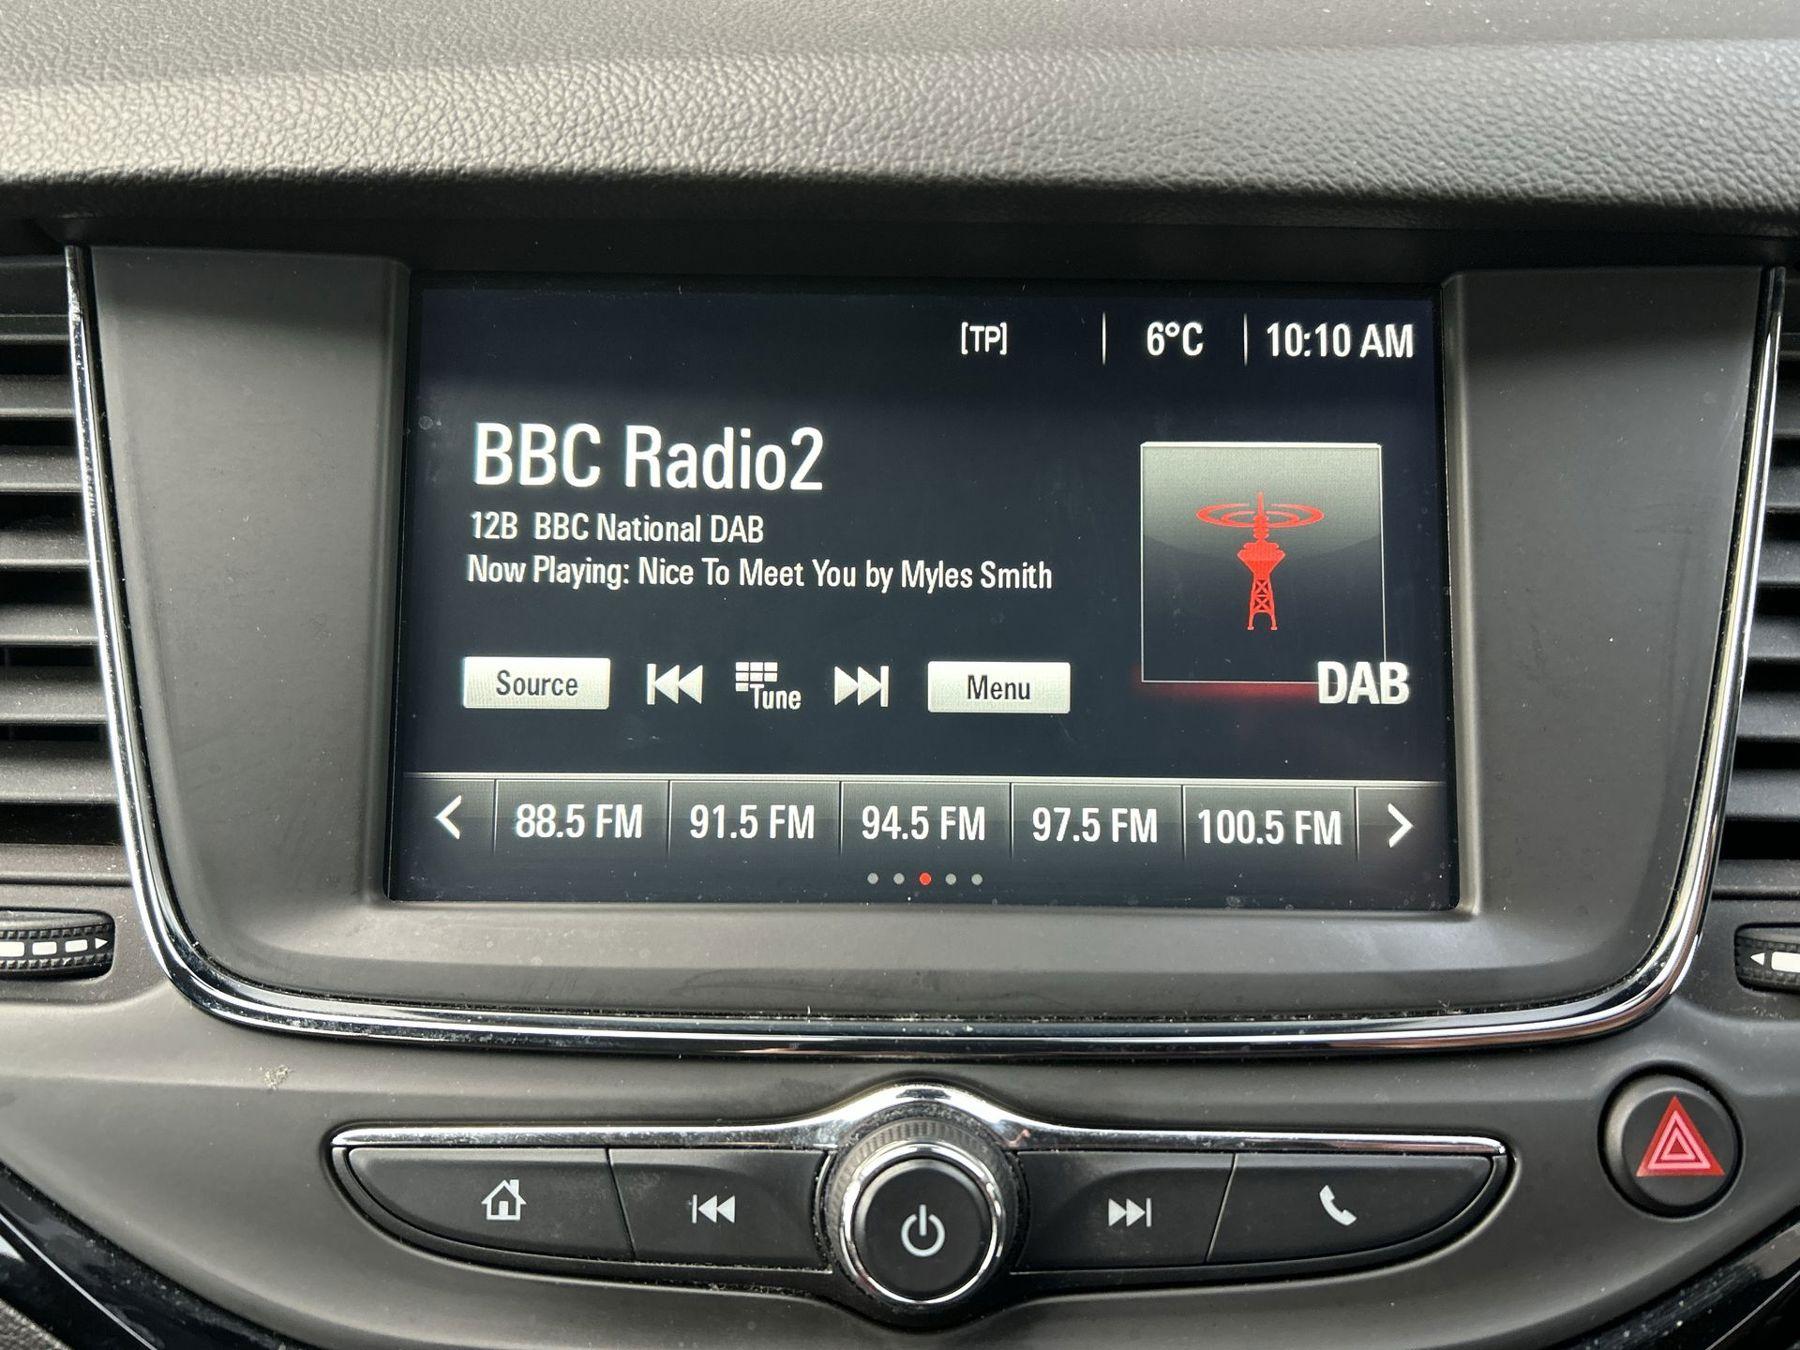 [TP] 6°C 10:10 AM
BBC Radio2
12B BBC National DAB
Now Playing: Nice To Meet You by Myles Smith
Source Tune Menu
DAB
88.5 FM 91.5 FM 94.5 FM 97.5 FM 100.5 FM